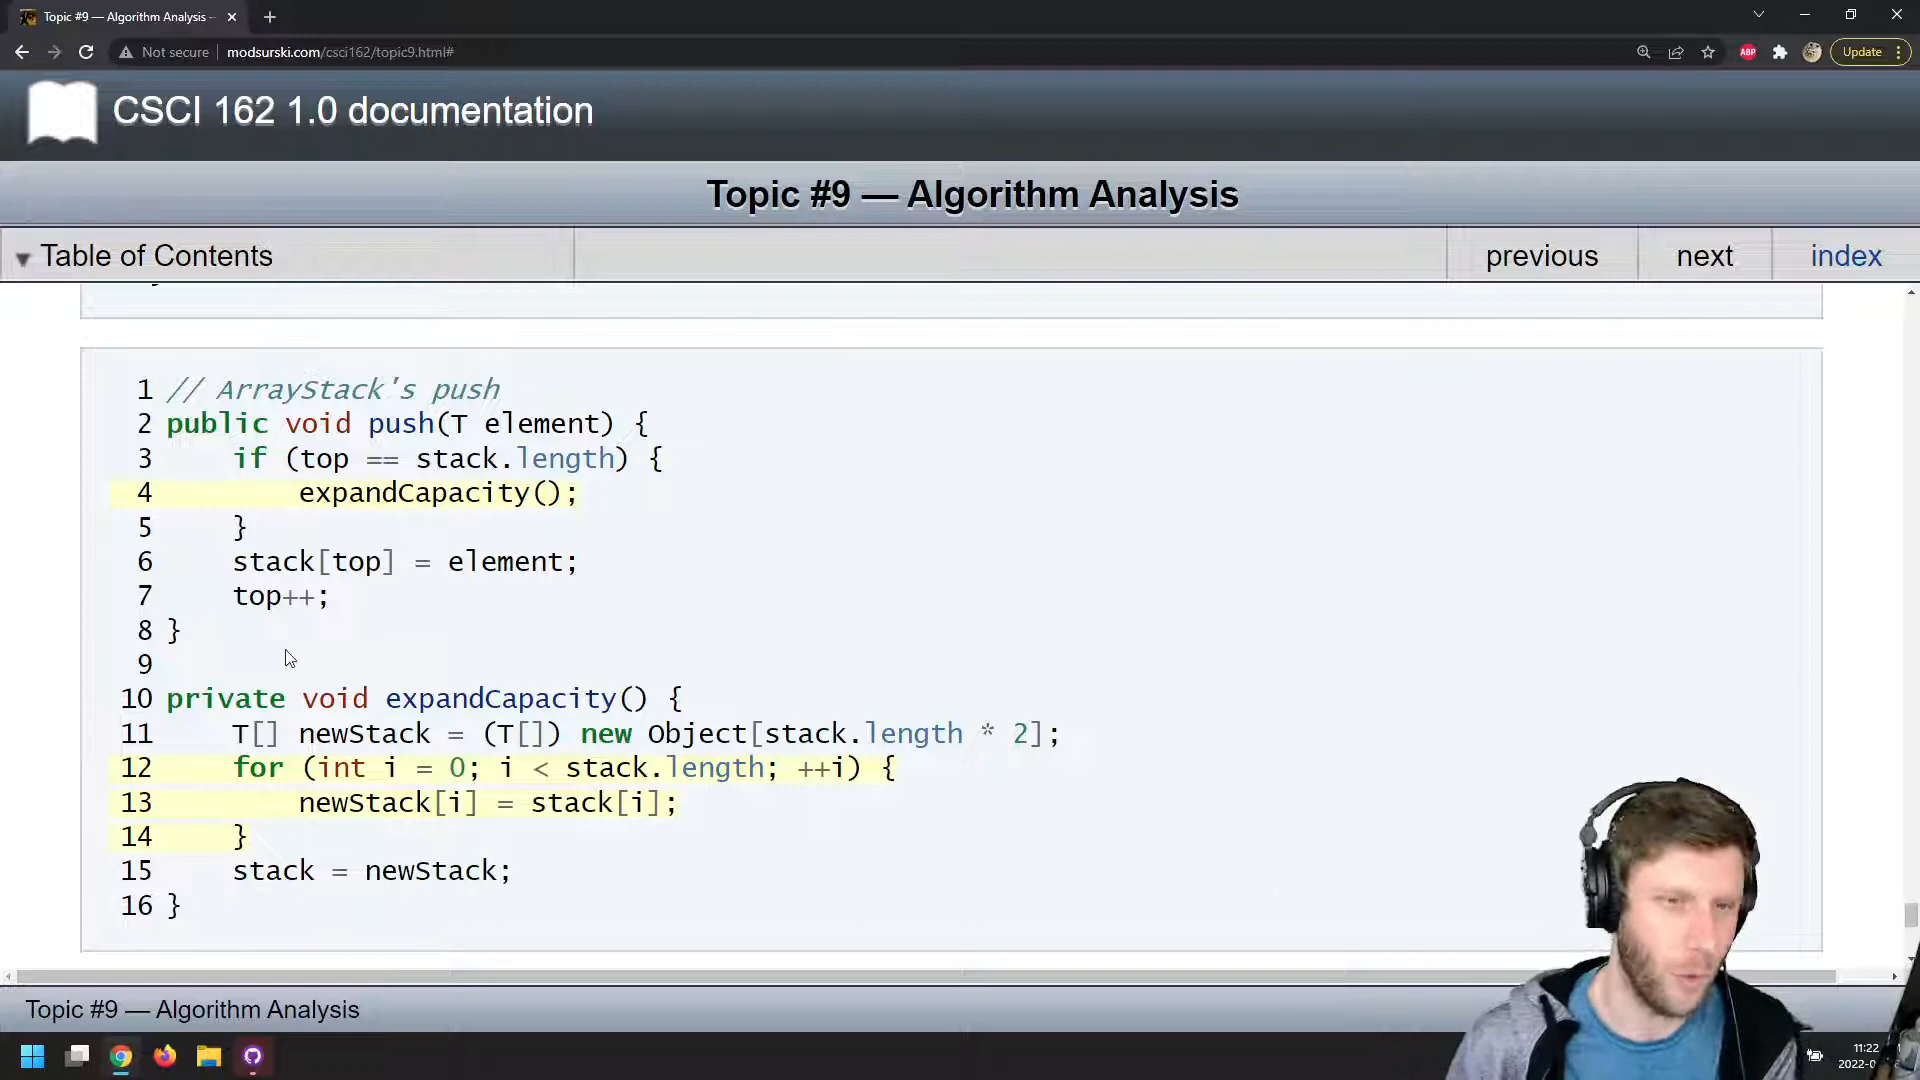 Topic #9 — Algorithm Analysis —
Not secure | modsurski.com/csci162/topic9.html#
ABP
Update
CSCI 162 1.0 documentation
Topic #9 — Algorithm Analysis
Table of Contents
previous
next
index
1 // ArrayStack's push
2 public void push(T element) {
3 if (top == stack.length) {
4 expandCapacity();
5 }
6 stack[top] = element;
7 top++;
8 }
9
10 private void expandCapacity() {
11 T[] newStack = (T[]) new Object[stack.length * 2];
12 for (int i = 0; i < stack.length; ++i) {
13 newStack[i] = stack[i];
14 }
15 stack = newStack;
16 }
Topic #9 — Algorithm Analysis
11:22